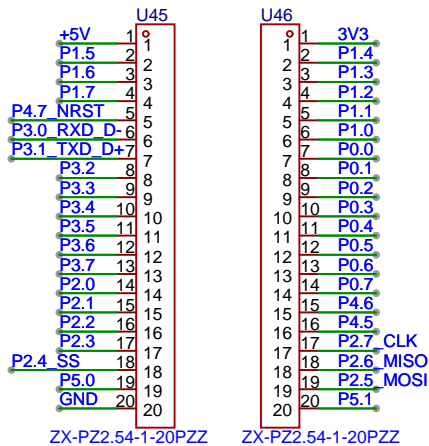 U45
+5V 1 1
P1.5 2 2
P1.6 3 3
P1.7 4 4
P4.7_NRST 5 5
P3.0_RXD_D- 6 6
P3.1_TXD_D+ 7 7
P3.2 8 8
P3.3 9 9
P3.4 10 10
P3.5 11 11
P3.6 12 12
P3.7 13 13
P2.0 14 14
P2.1 15 15
P2.2 16 16
P2.3 17 17
P2.4_SS 18 18
P5.0 19 19
GND 20 20
ZX-PZ2.54-1-20PZZ
U46
1 1 3V3
2 2 P1.4
3 3 P1.3
4 4 P1.2
5 5 P1.1
6 6 P1.0
7 7 P0.0
8 8 P0.1
9 9 P0.2
10 10 P0.3
11 11 P0.4
12 12 P0.5
13 13 P0.6
14 14 P0.7
15 15 P4.6
16 16 P4.5
17 17 P2.7_CLK
18 18 P2.6_MISO
19 19 P2.5_MOSI
20 20 P5.1
ZX-PZ2.54-1-20PZZ